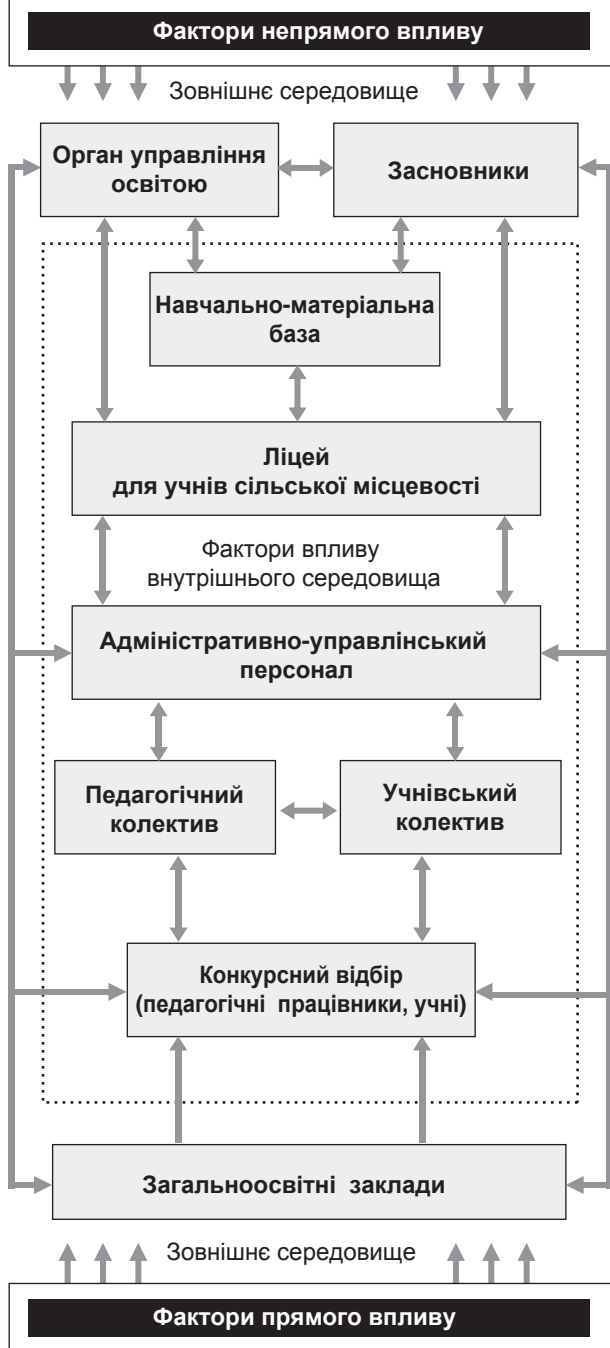 Фактори непрямого впливу
Зовнішнє середовище
Орган управління
освітою
Засновники
Навчально-матеріальна
база
Ліцей
для учнів сільської місцевості
Фактори впливу
внутрішнього середовища
Адміністративно-управлінський
персонал
Педагогічний
колектив
Учнівський
колектив
Конкурсний відбір
(педагогічні працівники, учні)
Загальноосвітні заклади
Зовнішнє середовище
Фактори прямого впливу